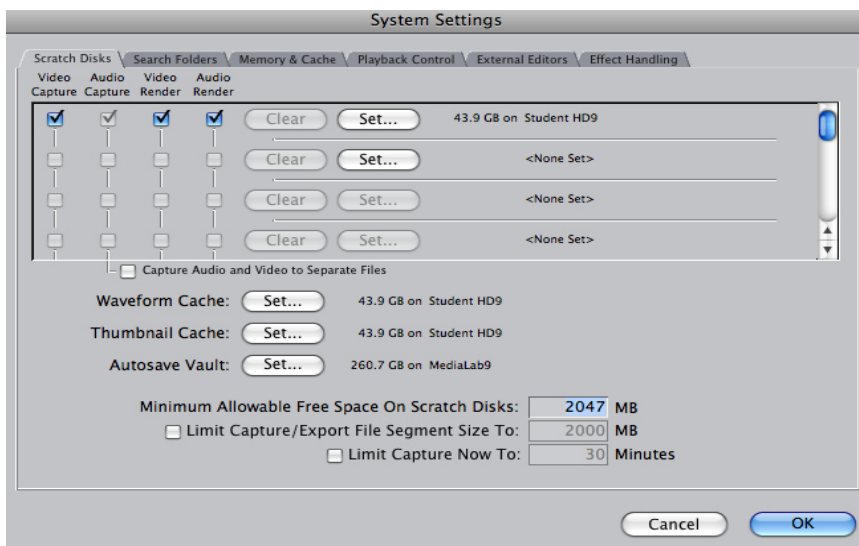 System Settings
Scratch Disks Search Folders Memory & Cache Playback Control External Editors Effect Handling
Video Audio Video Audio
Capture Capture Render Render
Clear Set... 43.9 GB on Student HD9
Clear Set... <None Set>
Clear Set... <None Set>
Clear Set... <None Set>
Capture Audio and Video to Separate Files
Waveform Cache: Set... 43.9 GB on Student HD9
Thumbnail Cache: Set... 43.9 GB on Student HD9
Autosave Vault: Set... 260.7 GB on MediaLab9
Minimum Allowable Free Space On Scratch Disks: 2047 MB
Limit Capture/Export File Segment Size To: 2000 MB
Limit Capture Now To: 30 Minutes
Cancel OK